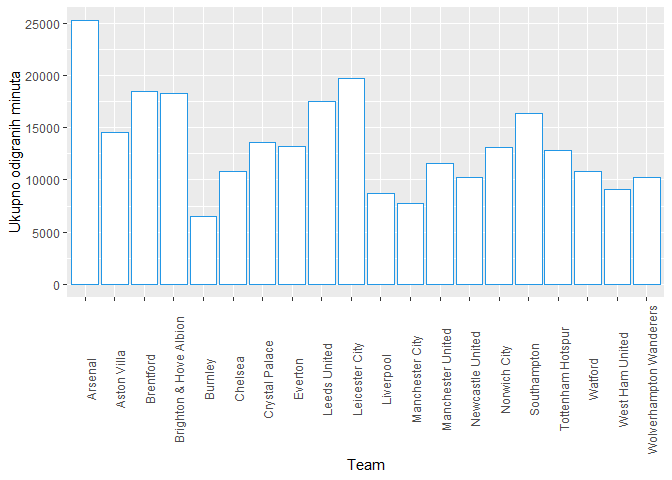 Ukupno odigranih minuta
25000
20000
15000
10000
5000
0
Arsenal
Aston Villa
Brentford
Brighton & Hove Albion
Burnley
Chelsea
Crystal Palace
Everton
Leeds United
Leicester City
Liverpool
Manchester City
Manchester United
Newcastle United
Norwich City
Southampton
Tottenham Hotspur
Watford
West Ham United
Wolverhampton Wanderers
Team